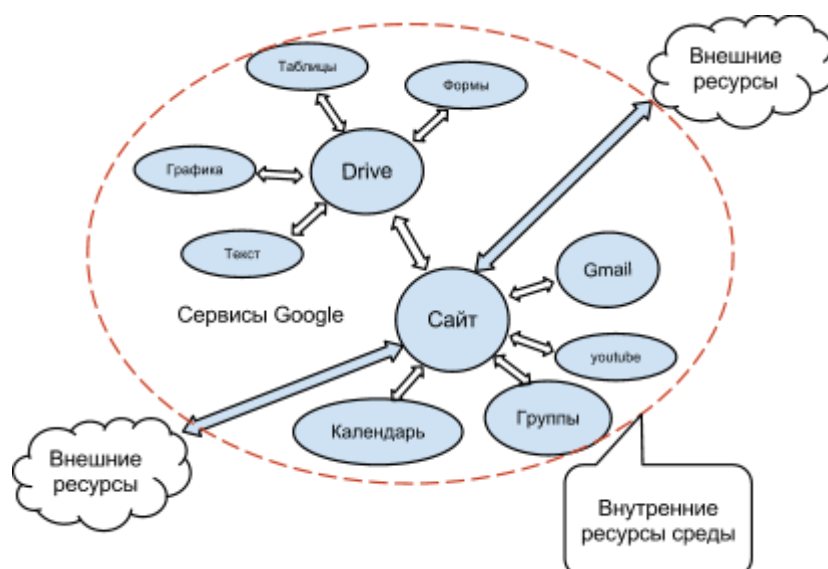 Таблицы
Внешние
ресурсы
Формы
Графика
Drive
Текст
Gmail
Сервисы Google
Сайт
youtube
Группы
Календарь
Внешние
ресурсы
Внутренние
ресурсы среды